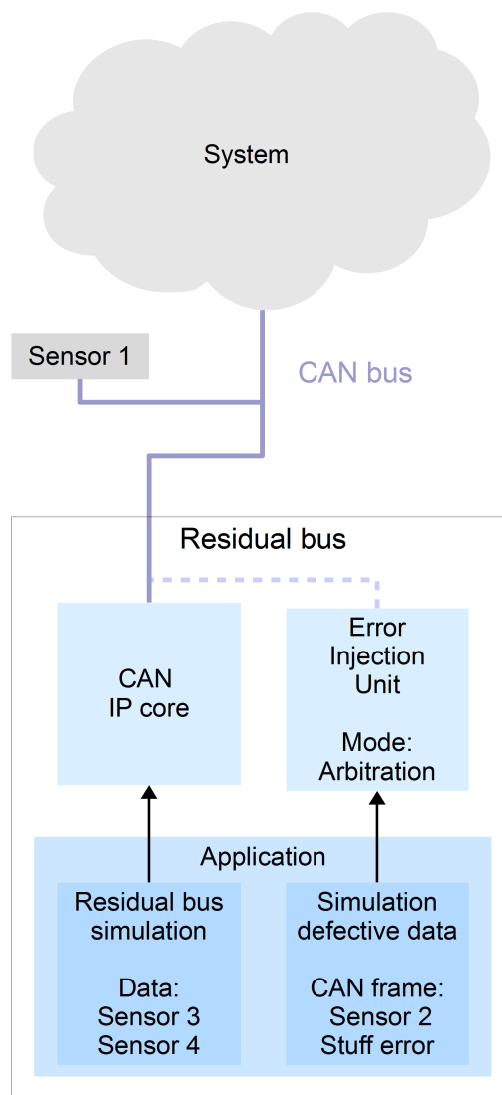 System
Sensor 1
CAN bus
Residual bus
CAN
IP core
Error
Injection
Unit
Mode:
Arbitration
Application
Residual bus
simulation
Data:
Sensor 3
Sensor 4
Simulation
defective data
CAN frame:
Sensor 2
Stuff error